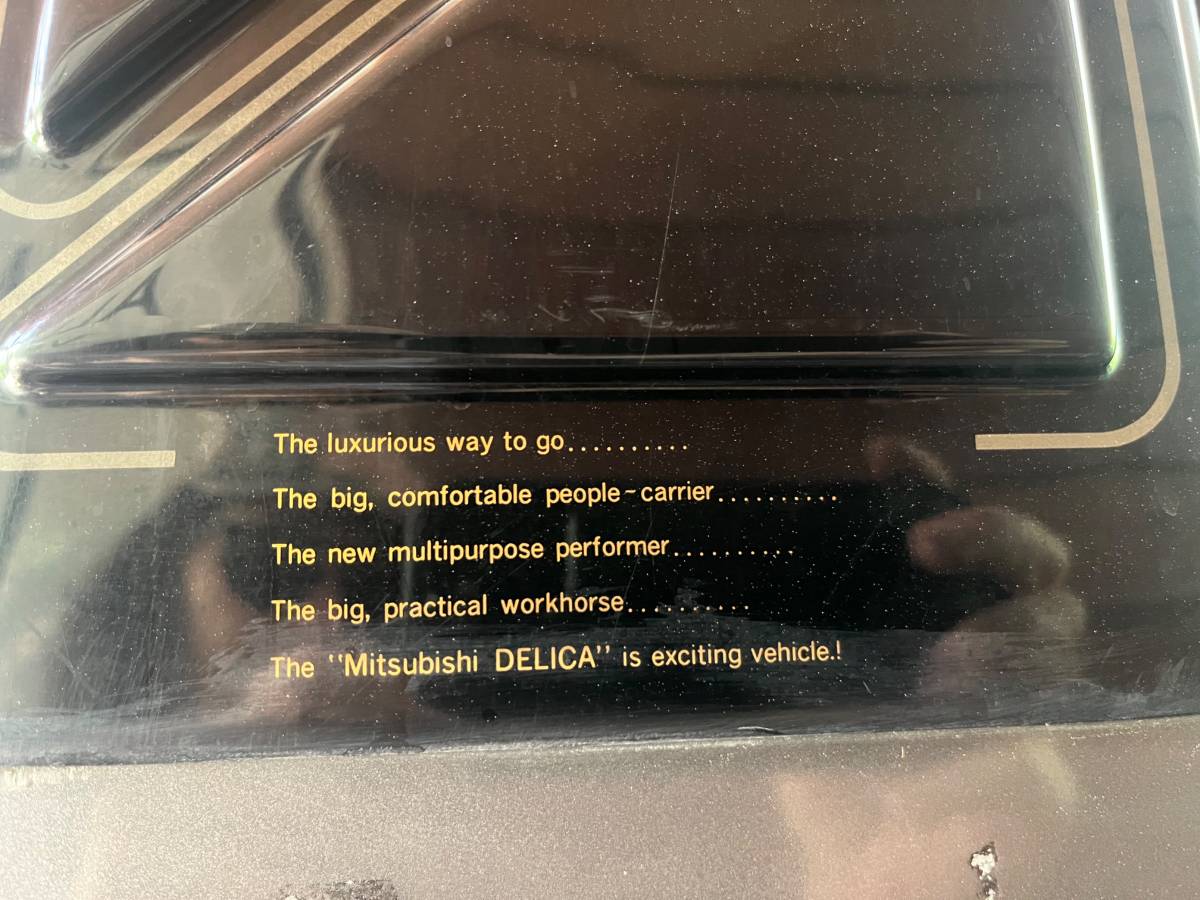 The luxurious way to go..........
The big, comfortable people-carrier..........
The new multipurpose performer..........
The big, practical workhorse..........
The "Mitsubishi DELICA" is exciting vehicle.!